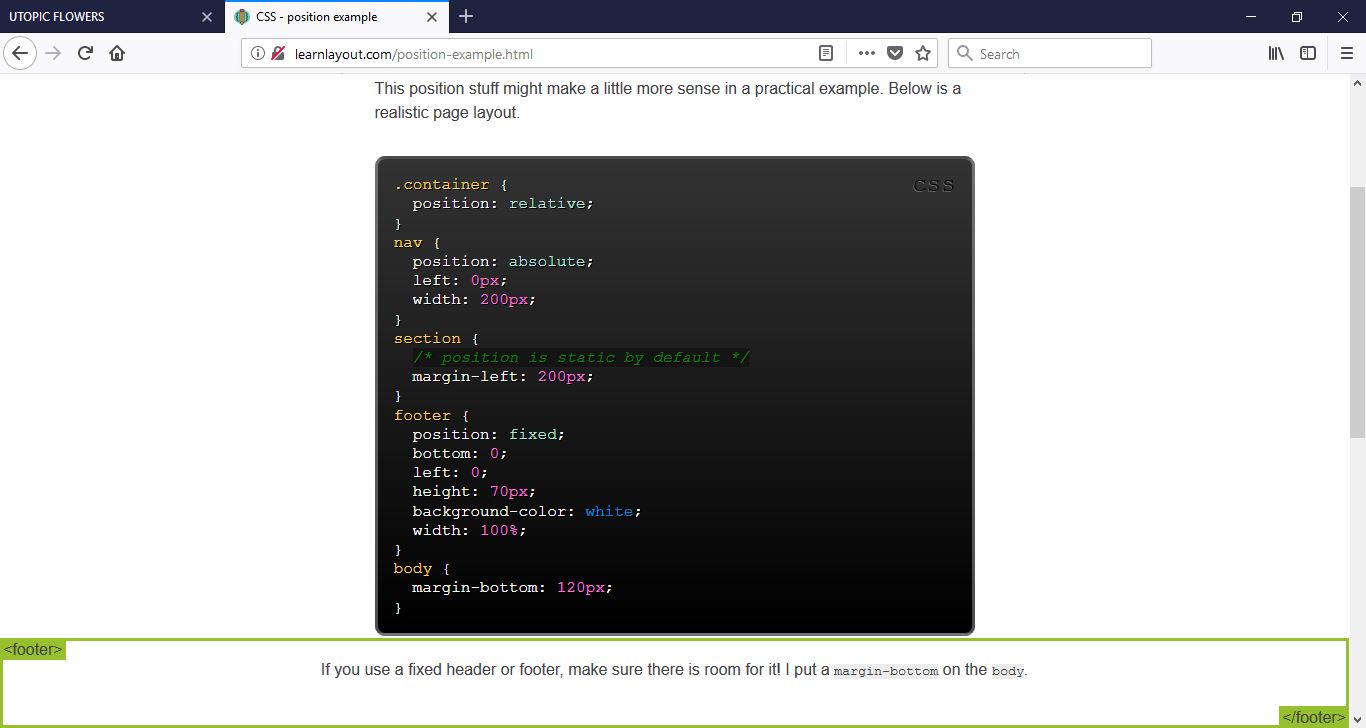 UTOPIC FLOWERS
CSS - position example
learnlayout.com/position-example.html
Search
This position stuff might make a little more sense in a practical example. Below is a
realistic page layout.
CSS
.container {
  position: relative;
}
nav {
  position: absolute;
  left: 0px;
  width: 200px;
}
section {
  /* position is static by default */
  margin-left: 200px;
}
footer {
  position: fixed;
  bottom: 0;
  left: 0;
  height: 70px;
  background-color: white;
  width: 100%;
}
body {
  margin-bottom: 120px;
}
<footer>
If you use a fixed header or footer, make sure there is room for it! I put a margin-bottom on the body.
</footer>